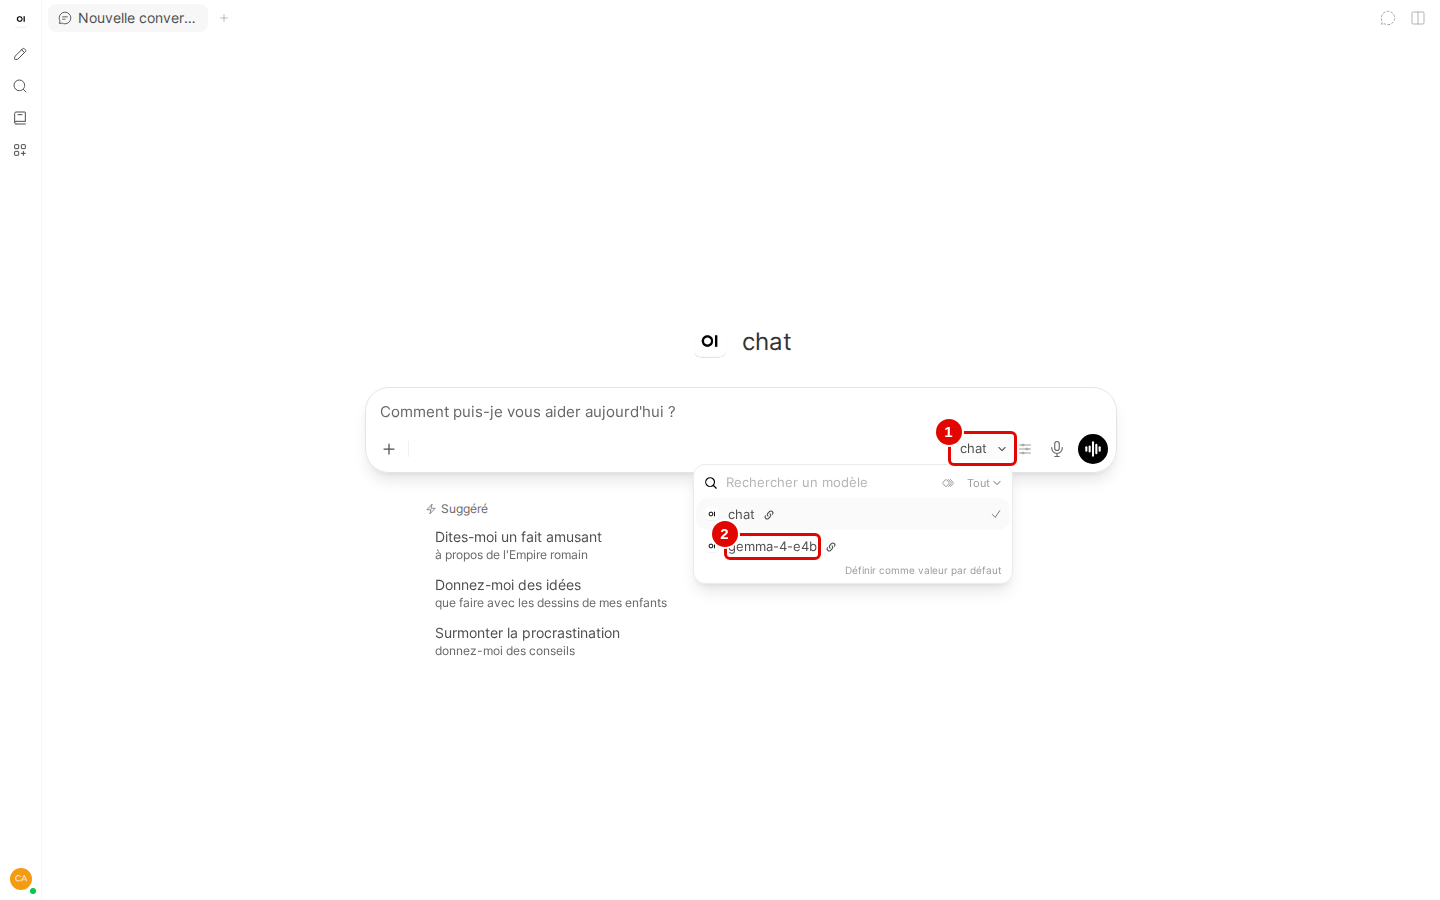 OI
Nouvelle conver...
OI chat
Comment puis-je vous aider aujourd'hui ?
1
chat
Rechercher un modèle
Tout
OI chat
2
OI gemma-4-e4b
Définir comme valeur par défaut
Suggéré
Dites-moi un fait amusant
à propos de l'Empire romain
Donnez-moi des idées
que faire avec les dessins de mes enfants
Surmonter la procrastination
donnez-moi des conseils
CA